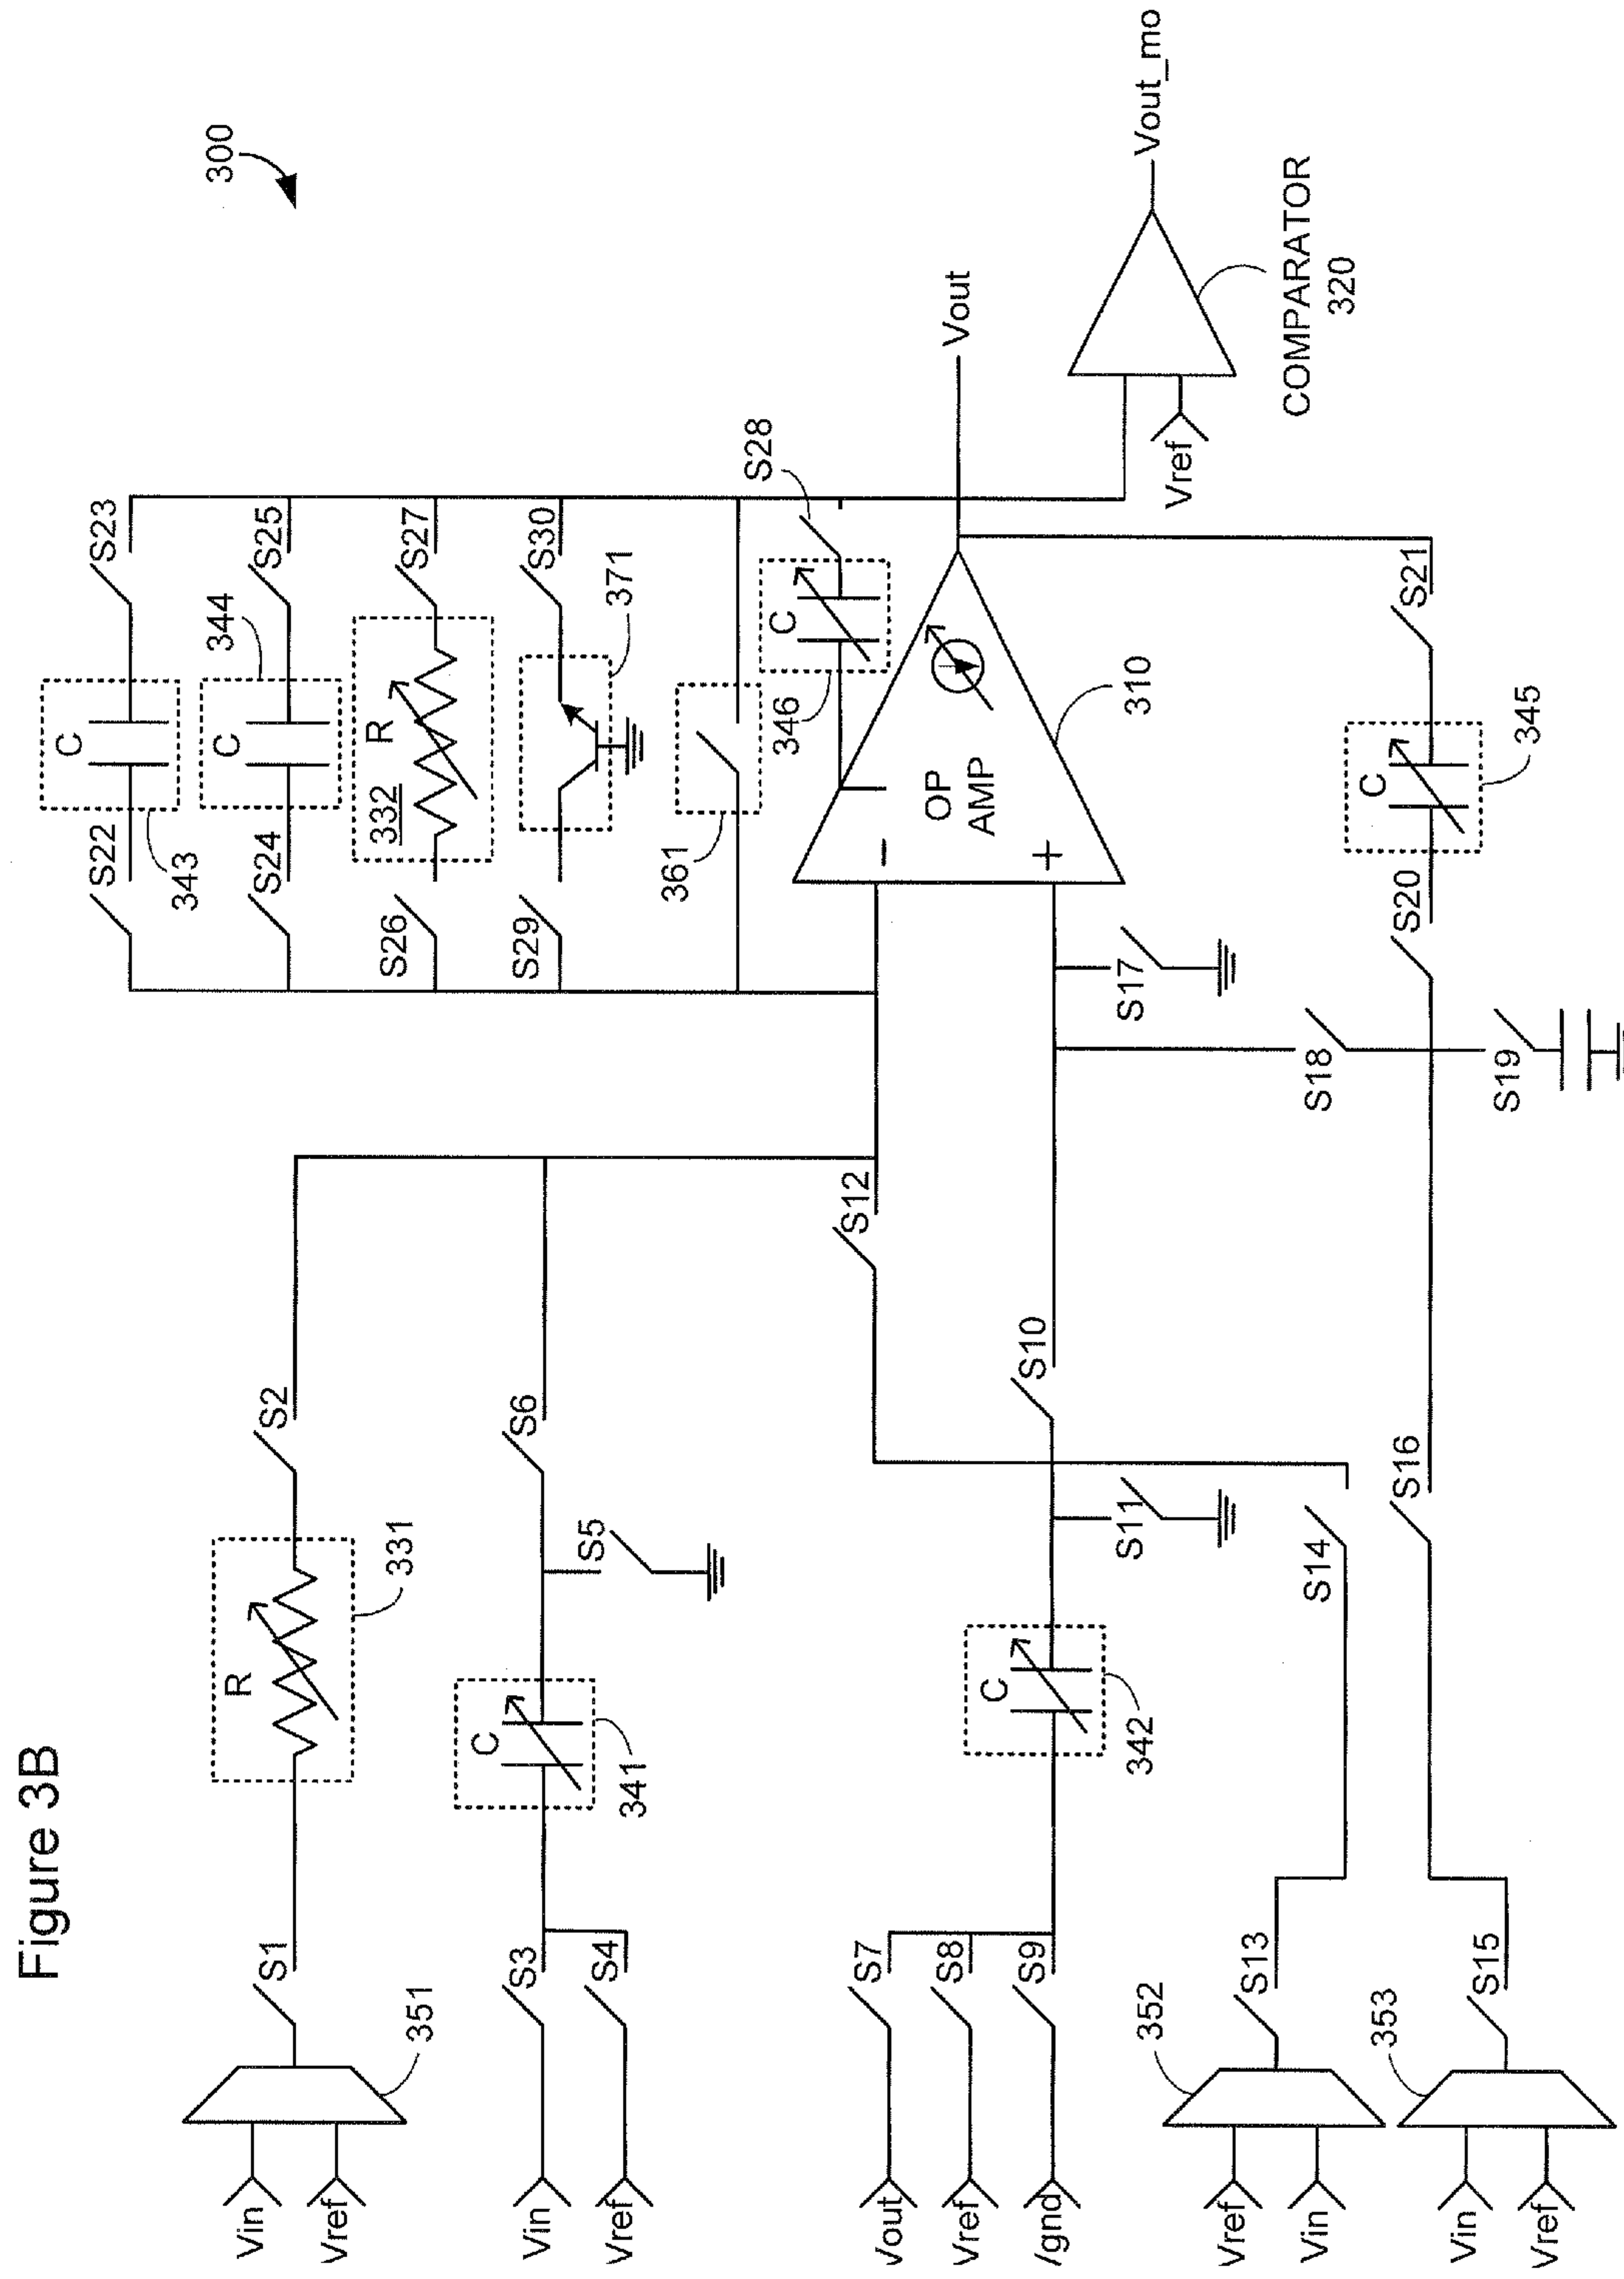 Figure 3B
300
S22
C
343
S23
S24
C
344
S25
S26
332
R
S27
S29
371
S30
361
346
C
S28
Vin
Vref
351
S1
R
331
S2
Vin
Vref
S3
S4
C
341
S5
S6
OP
AMP
-
+
310
Vout
Vref
Vout_mo
COMPARATOR
320
Vout
Vref
Vgnd
S7
S8
S9
C
342
S11
S10
S12
S17
Vref
Vin
352
S13
S14
S18
Vin
Vref
353
S15
S16
S19
S20
C
345
S21